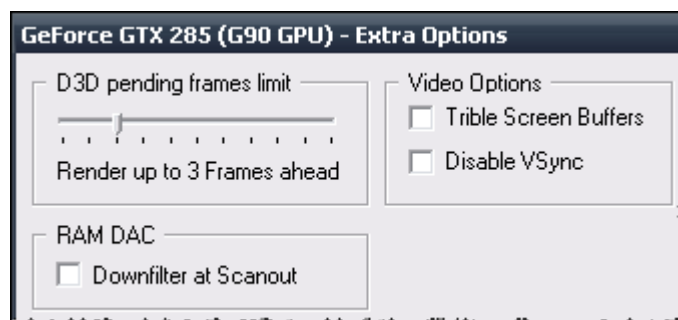 GeForce GTX 285 (G90 GPU) - Extra Options
D3D pending frames limit
Render up to 3 Frames ahead
Video Options
Trible Screen Buffers
Disable VSync
RAM DAC
Downfilter at Scanout